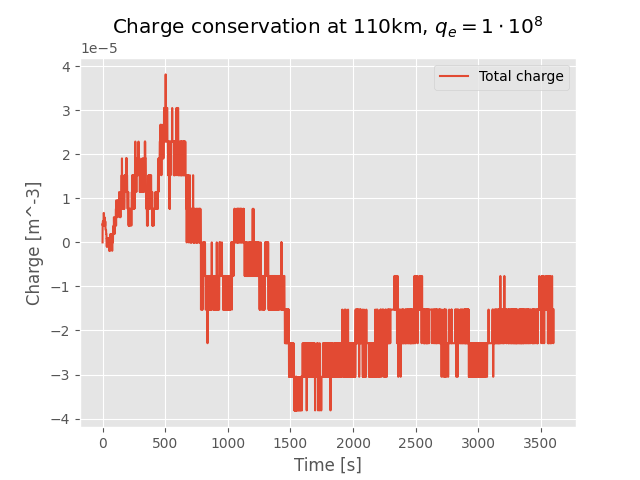 Charge conservation at 110km, $q_e = 1 \cdot 10^8$
1e−5
4
3
2
1
0
−1
−2
−3
−4
Charge [m^-3]
Total charge
0 500 1000 1500 2000 2500 3000 3500
Time [s]